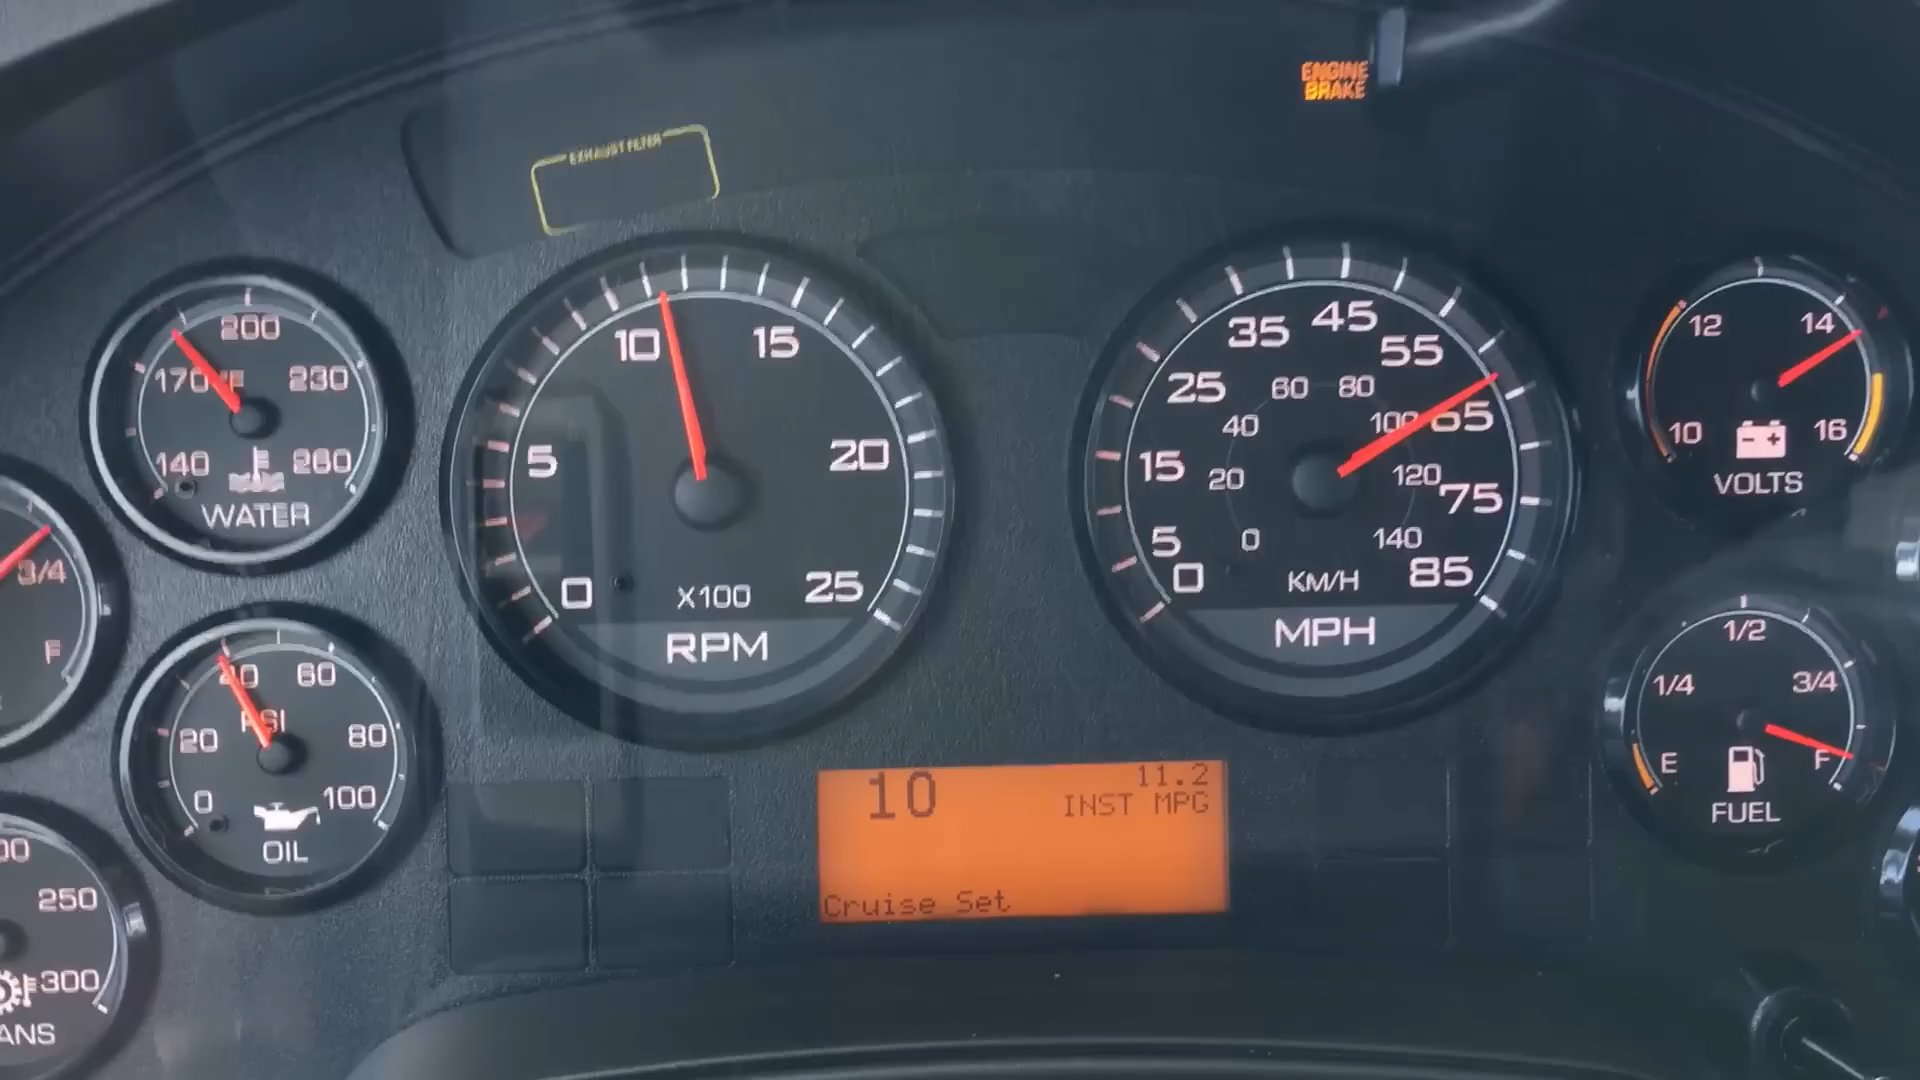 ENGINE
BRAKE
EXHAUST FILTER
200
170 °F 230
140 260
WATER
10 15
5 20
0 25
X100
RPM
45
35 55
25 65
15 75
5
0 85
60 80
40 100
20 120
0 140
KM/H
MPH
12 14
10 16
VOLTS
3/4
F
40 60
PSI
20 80
0 100
OIL
1/2
1/4 3/4
E F
FUEL
10 11.2
INST MPG
Cruise Set
250
300